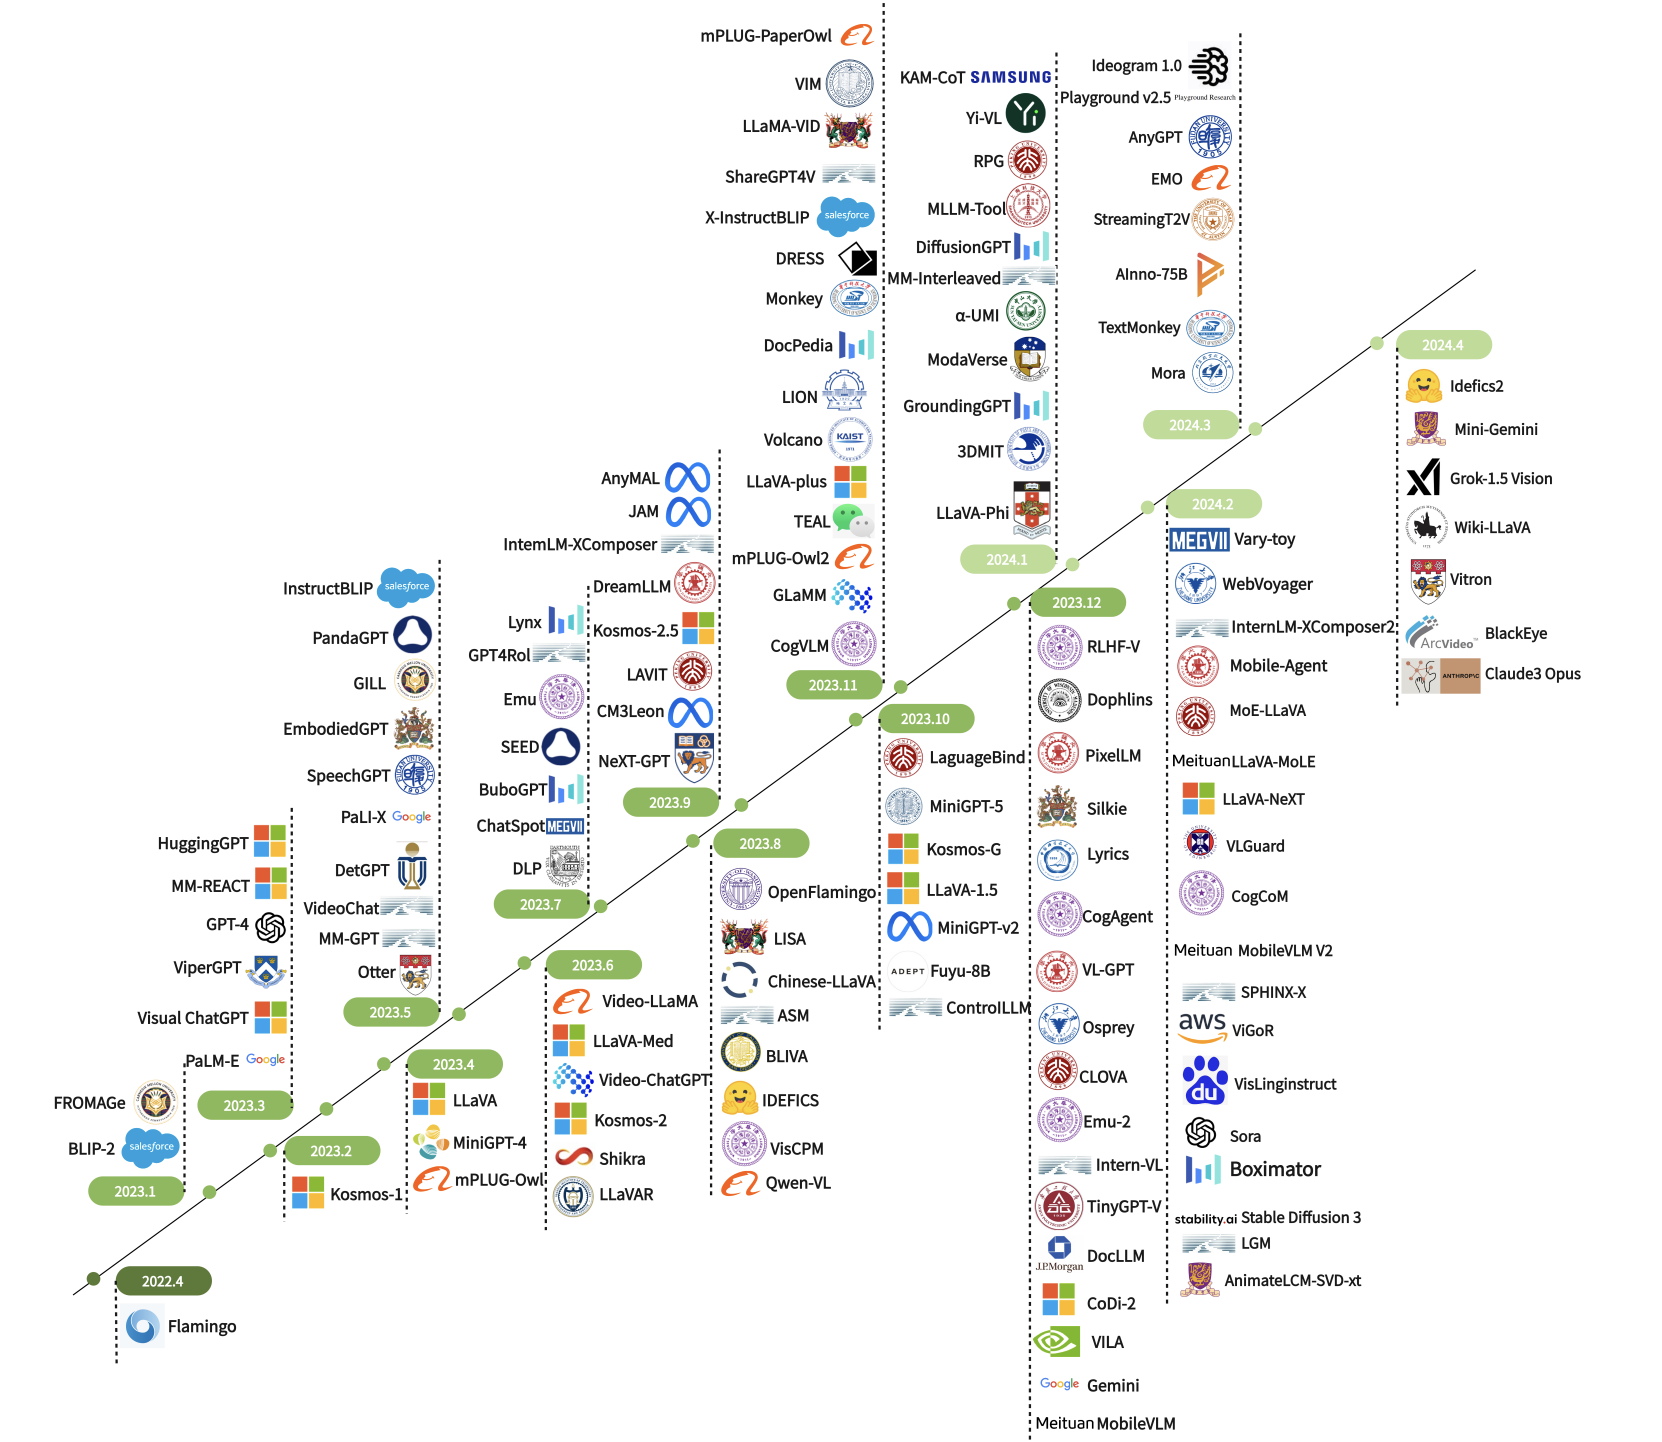 mPLUG-PaperOwl
VIM
LLaMA-VID
ShareGPT4V
X-InstructBLIP salesforce
DRESS
Monkey
DocPedia
LION
Volcano KAIST
LLaVA-plus
TEAL
mPLUG-Owl2
GLaMM
CogVLM
2023.11
KAM-CoT SAMSUNG
Yi-VL Yi
RPG
MLLM-Tool
DiffusionGPT
MM-Interleaved
α-UMI
ModaVerse
GroundingGPT
3DMIT
LLaVA-Phi
2024.1
Ideogram 1.0
Playground v2.5 Playground Research
AnyGPT
EMO
StreamingT2V
AInno-75B
TextMonkey
Mora
2024.3
2024.4
Idefics2
Mini-Gemini
Grok-1.5 Vision
Wiki-LLaVA
Vitron
ArcVideo BlackEye
ANTHROP\C Claude3 Opus
AnyMAL
JAM
IntemLM-XComposer
DreamLLM
Kosmos-2.5
LAVIT
CM3Leon
NeXT-GPT
2023.9
InstructBLIP salesforce
PandaGPT
GILL
EmbodiedGPT
SpeechGPT
PaLI-X Google
DetGPT
VideoChat
MM-GPT
Otter
2023.5
Lynx
GPT4Rol
Emu
SEED
BuboGPT
ChatSpot MEGVII
DLP
2023.7
HuggingGPT
MM-REACT
GPT-4
ViperGPT
Visual ChatGPT
PaLM-E Google
2023.3
FROMAGe
BLIP-2 salesforce
2023.1
2024.2
MEGVII Vary-toy
WebVoyager
InternLM-XComposer2
Mobile-Agent
MoE-LLaVA
Meituan LLaVA-MoLE
LLaVA-NeXT
VLGuard
CogCoM
Meituan MobileVLM V2
SPHINX-X
aws ViGoR
du VisLinginstruct
Sora
Boximator
stability.ai Stable Diffusion 3
LGM
AnimateLCM-SVD-xt
2023.12
RLHF-V
Dophlins
PixelLM
Silkie
Lyrics
CogAgent
VL-GPT
Osprey
CLOVA
Emu-2
Intern-VL
TinyGPT-V
J.P.Morgan DocLLM
CoDi-2
VILA
Google Gemini
Meituan MobileVLM
2023.10
LaguageBind
MiniGPT-5
Kosmos-G
LLaVA-1.5
MiniGPT-v2
ADEPT Fuyu-8B
ControlLLM
2023.8
OpenFlamingo
LISA
Chinese-LLaVA
ASM
BLIVA
IDEFICS
VisCPM
Qwen-VL
2023.6
Video-LLaMA
LLaVA-Med
Video-ChatGPT
Kosmos-2
Shikra
LLaVAR
2023.4
LLaVA
MiniGPT-4
mPLUG-Owl
2023.2
Kosmos-1
2022.4
Flamingo